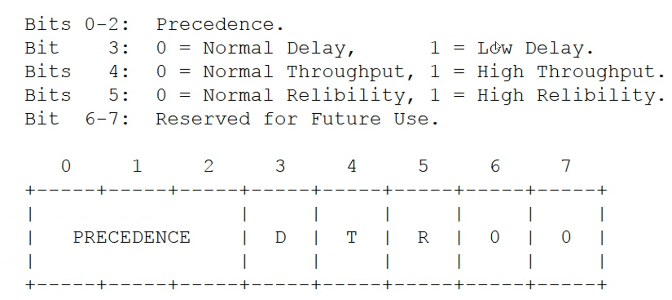 Bits 0-2:  Precedence.
Bit    3:  0 = Normal Delay,      1 = Low Delay.
Bits   4:  0 = Normal Throughput, 1 = High Throughput.
Bits   5:  0 = Normal Relibility, 1 = High Relibility.
Bit  6-7:  Reserved for Future Use.
0     1     2     3     4     5     6     7
PRECEDENCE | D | T | R | 0 | 0 |